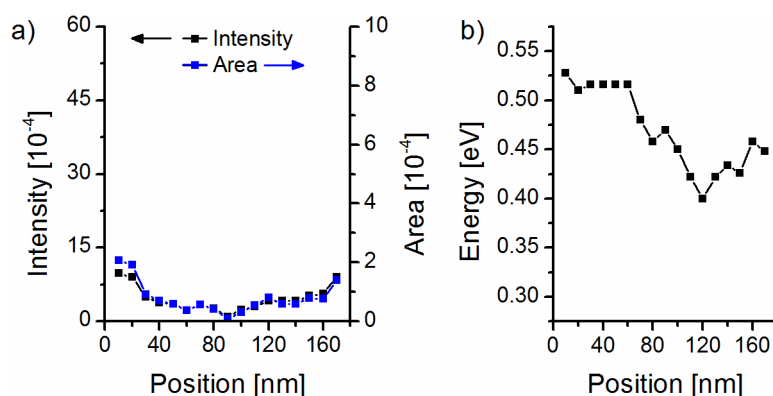 a)
Intensity
Area
60
45
30
15
0
Intensity [10⁻⁴]
10
8
6
4
2
0
Area [10⁻⁴]
0 40 80 120 160
Position [nm]
b)
0.55
0.50
0.45
0.40
0.35
0.30
Energy [eV]
0 40 80 120 160
Position [nm]